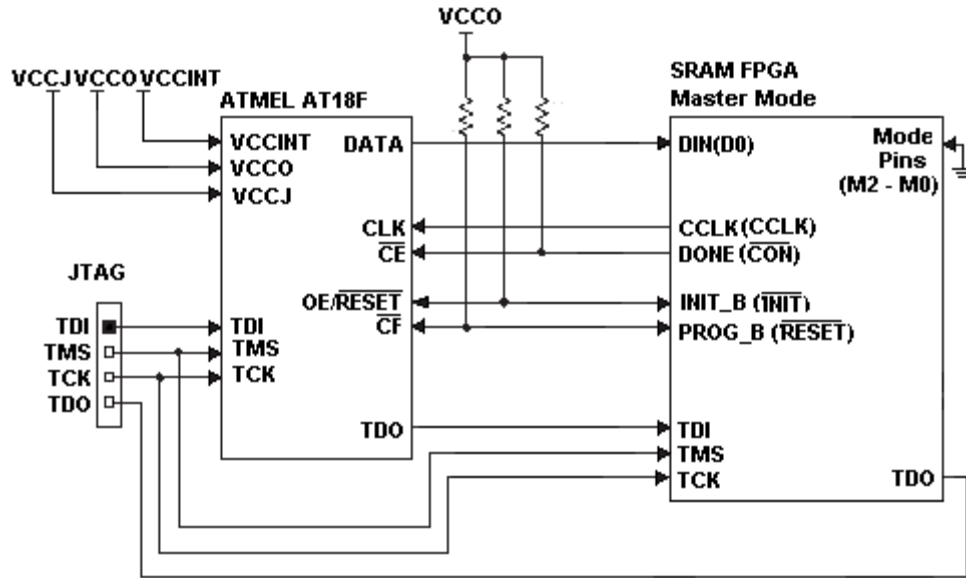 VCCO
VCCJ VCCO VCCINT
ATMEL AT18F
VCCINT
VCCO
VCCJ
DATA
CLK
CE
OE/RESET
CF
TDI
TMS
TCK
TDO
JTAG
TDI
TMS
TCK
TDO
SRAM FPGA
Master Mode
DIN(D0)
Mode
Pins
(M2 - M0)
CCLK (CCLK)
DONE (CON)
INIT_B (INIT)
PROG_B (RESET)
TDI
TMS
TCK
TDO